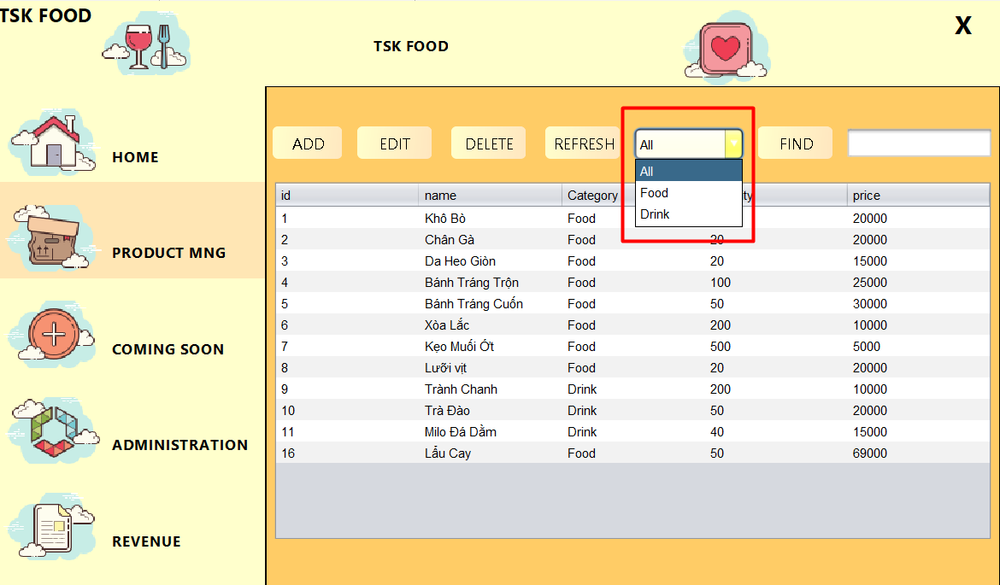 TSK FOOD
TSK FOOD
X
HOME
PRODUCT MNG
COMING SOON
ADMINISTRATION
REVENUE
ADD EDIT DELETE REFRESH All FIND
All
Food
Drink
id name Category price
1 Khô Bò Food 20000
2 Chân Gà Food 20 20000
3 Da Heo Giòn Food 20 15000
4 Bánh Tráng Trộn Food 100 25000
5 Bánh Tráng Cuốn Food 50 30000
6 Xòa Lắc Food 200 10000
7 Kẹo Muối Ớt Food 500 5000
8 Lưỡi vịt Food 20 20000
9 Trành Chanh Drink 200 10000
10 Trà Đào Drink 50 20000
11 Milo Đá Dằm Drink 40 15000
16 Lẩu Cay Food 50 69000